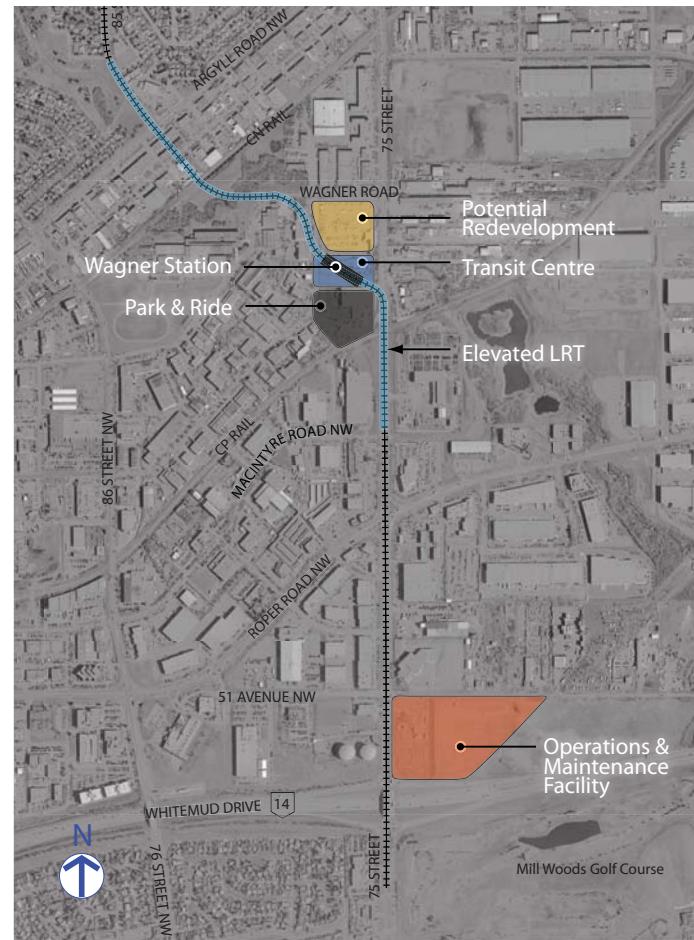 85
ARGYLL ROAD NW
CN RAIL
75 STREET
WAGNER ROAD
Potential
Redevelopment
Wagner Station
Transit Centre
Park & Ride
Elevated LRT
CP RAIL
MACINTYRE ROAD NW
86 STREET NW
ROPER ROAD NW
51 AVENUE NW
Operations &
Maintenance
Facility
WHITEMUD DRIVE
14
N
76 STREET NW
75 STREET
Mill Woods Golf Course